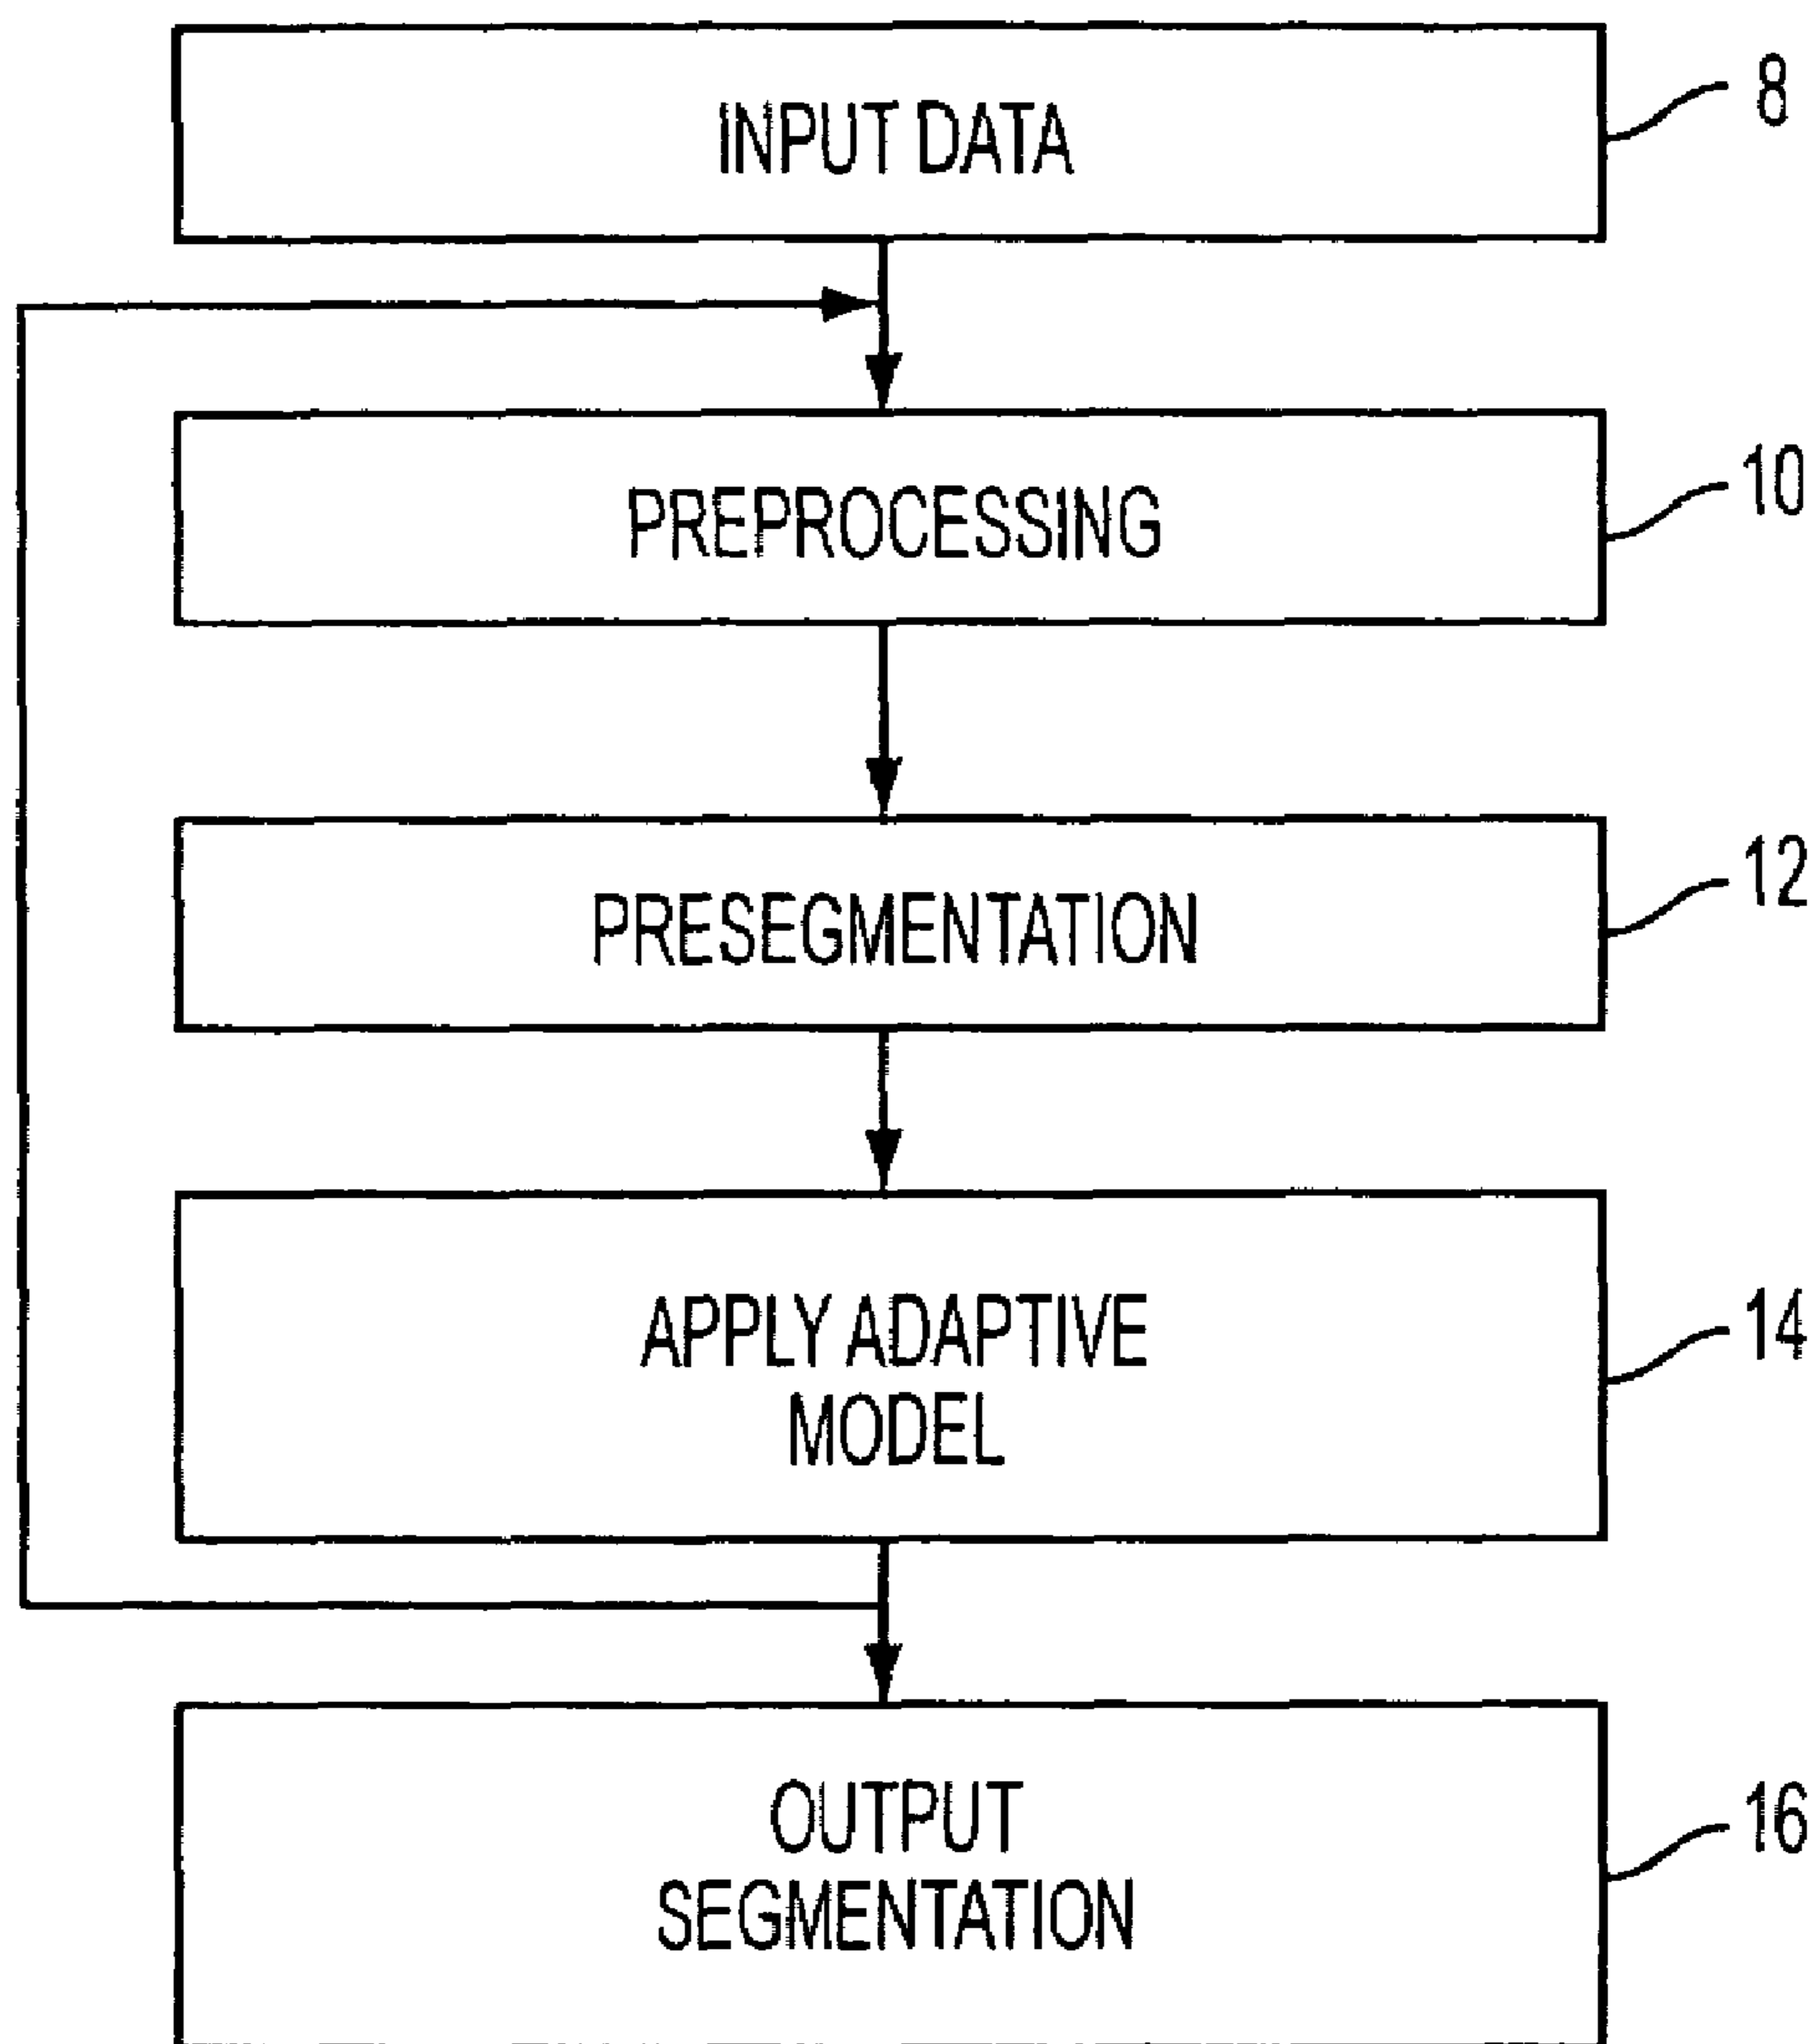 INPUT DATA
8
PREPROCESSING
10
PRESEGMENTATION
12
APPLY ADAPTIVE
MODEL
14
OUTPUT
SEGMENTATION
16